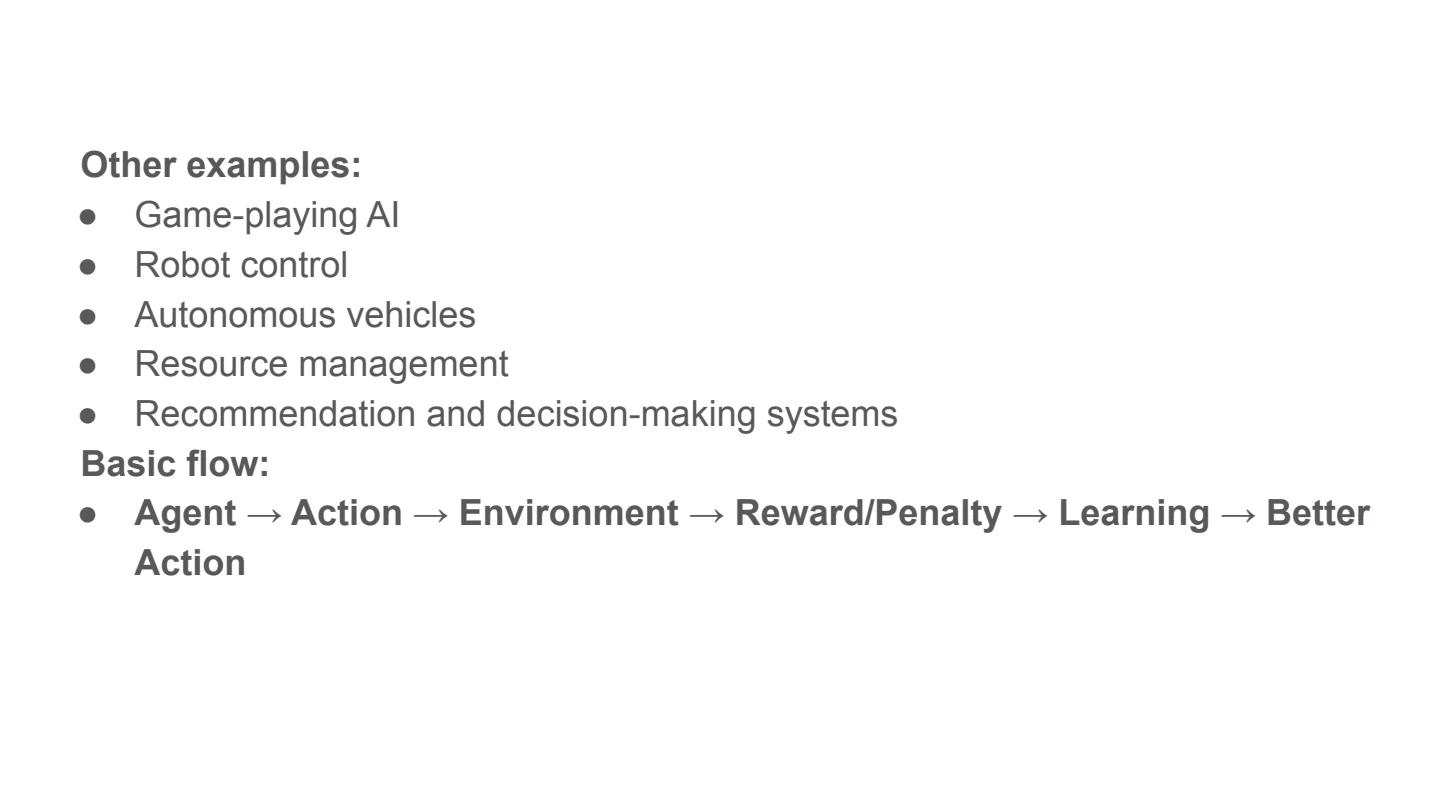 Other examples:
● Game-playing AI
● Robot control
● Autonomous vehicles
● Resource management
● Recommendation and decision-making systems
Basic flow:
● Agent → Action → Environment → Reward/Penalty → Learning → Better
Action